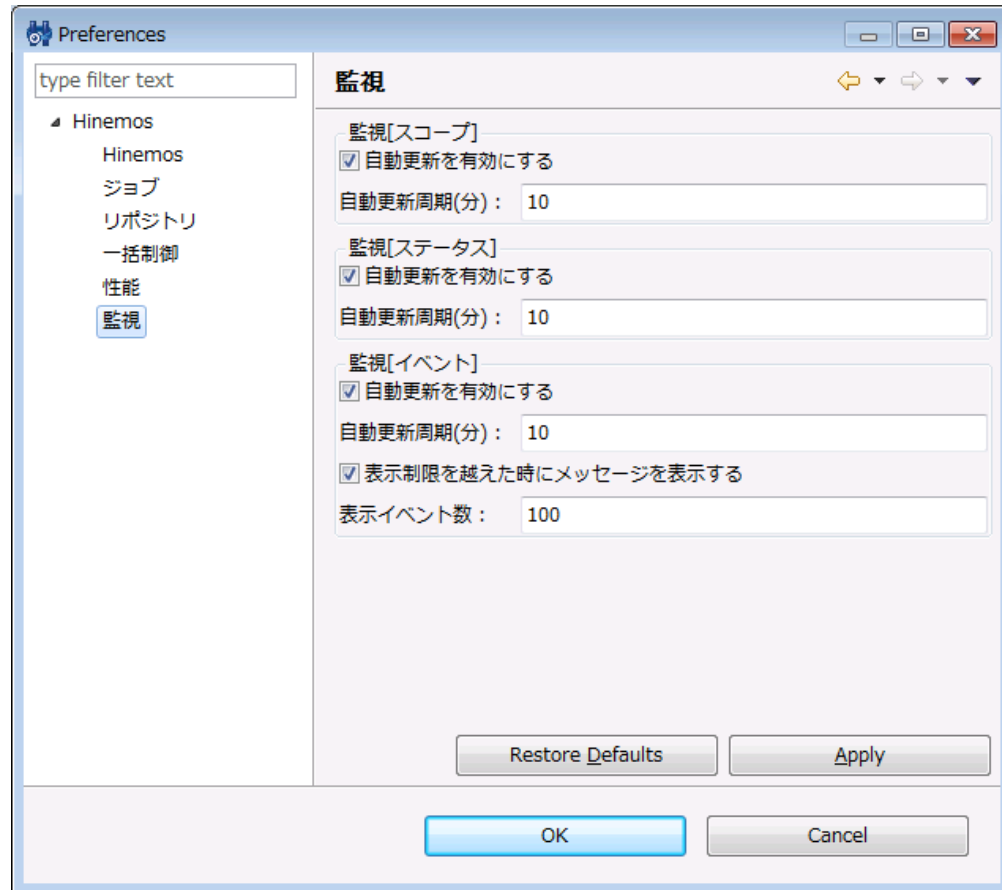 Preferences
type filter text
Hinemos
Hinemos
ジョブ
リポジトリ
一括制御
性能
監視
監視
監視[スコープ]
自動更新を有効にする
自動更新周期(分)： 10
監視[ステータス]
自動更新を有効にする
自動更新周期(分)： 10
監視[イベント]
自動更新を有効にする
自動更新周期(分)： 10
表示制限を越えた時にメッセージを表示する
表示イベント数： 100
Restore Defaults Apply
OK Cancel